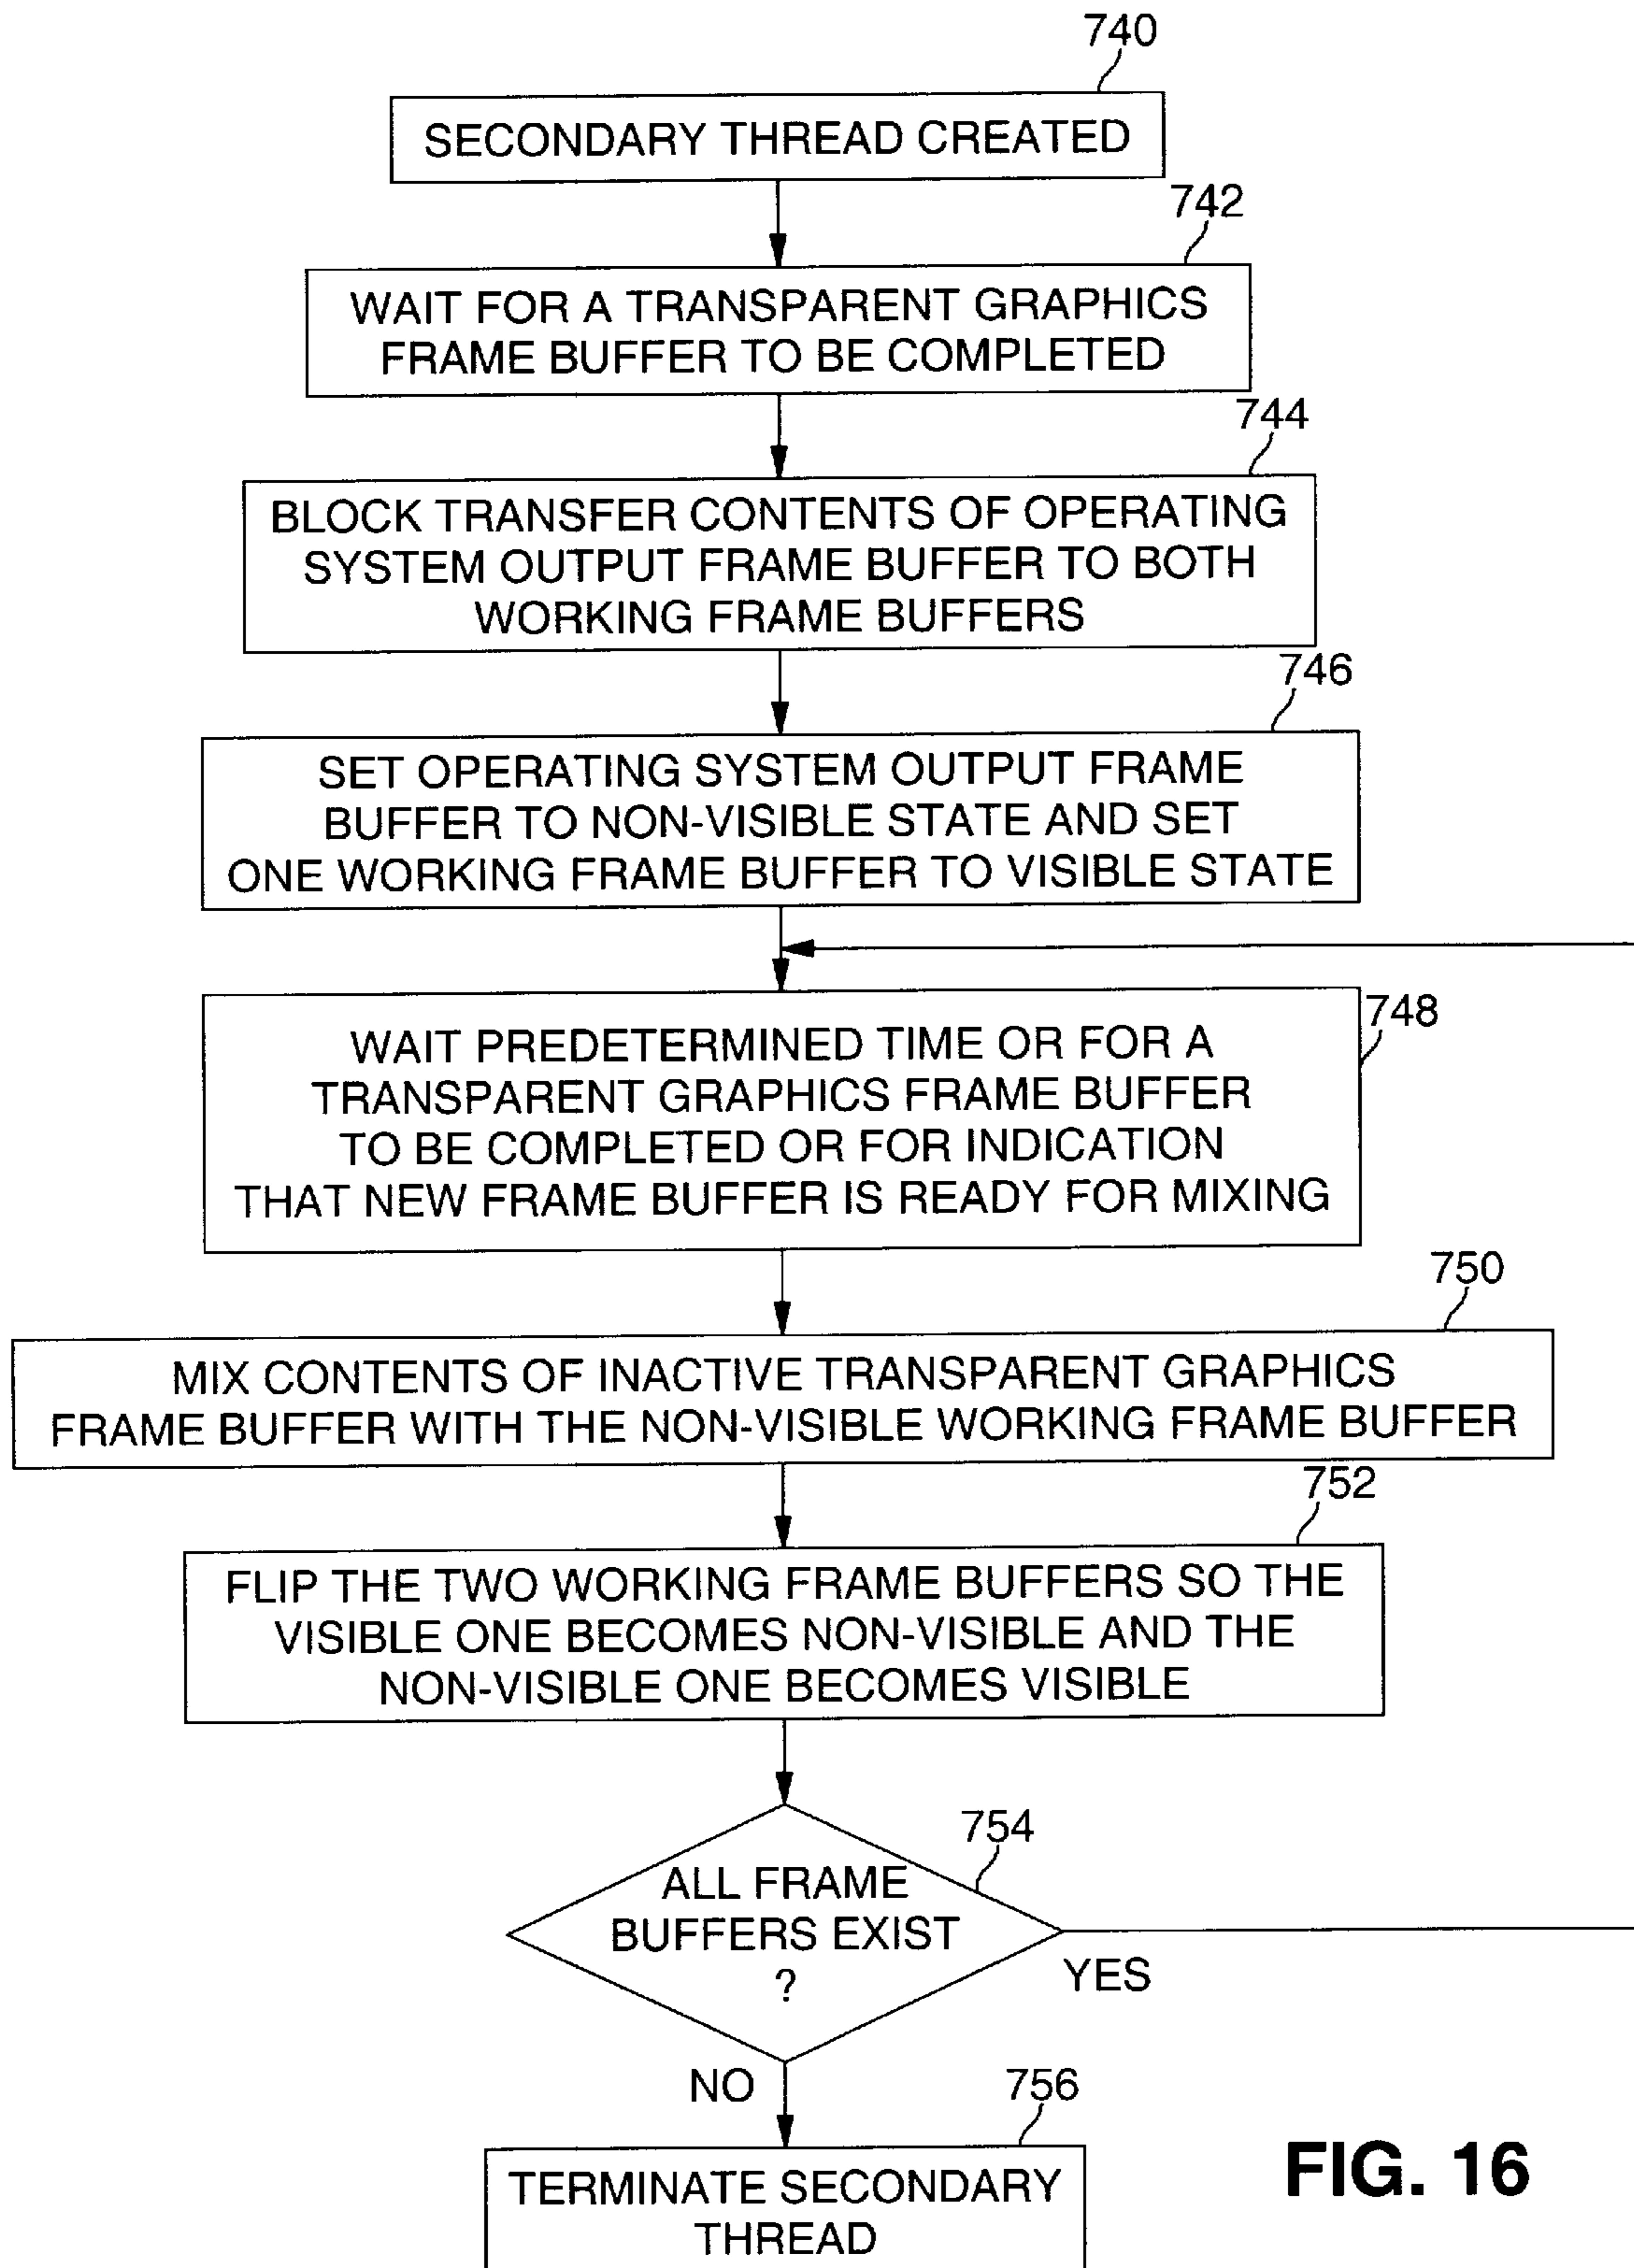 740
SECONDARY THREAD CREATED
742
WAIT FOR A TRANSPARENT GRAPHICS
FRAME BUFFER TO BE COMPLETED
744
BLOCK TRANSFER CONTENTS OF OPERATING
SYSTEM OUTPUT FRAME BUFFER TO BOTH
WORKING FRAME BUFFERS
746
SET OPERATING SYSTEM OUTPUT FRAME
BUFFER TO NON-VISIBLE STATE AND SET
ONE WORKING FRAME BUFFER TO VISIBLE STATE
748
WAIT PREDETERMINED TIME OR FOR A
TRANSPARENT GRAPHICS FRAME BUFFER
TO BE COMPLETED OR FOR INDICATION
THAT NEW FRAME BUFFER IS READY FOR MIXING
750
MIX CONTENTS OF INACTIVE TRANSPARENT GRAPHICS
FRAME BUFFER WITH THE NON-VISIBLE WORKING FRAME BUFFER
752
FLIP THE TWO WORKING FRAME BUFFERS SO THE
VISIBLE ONE BECOMES NON-VISIBLE AND THE
NON-VISIBLE ONE BECOMES VISIBLE
754
ALL FRAME
BUFFERS EXIST
?
YES
NO
756
TERMINATE SECONDARY
THREAD
FIG. 16